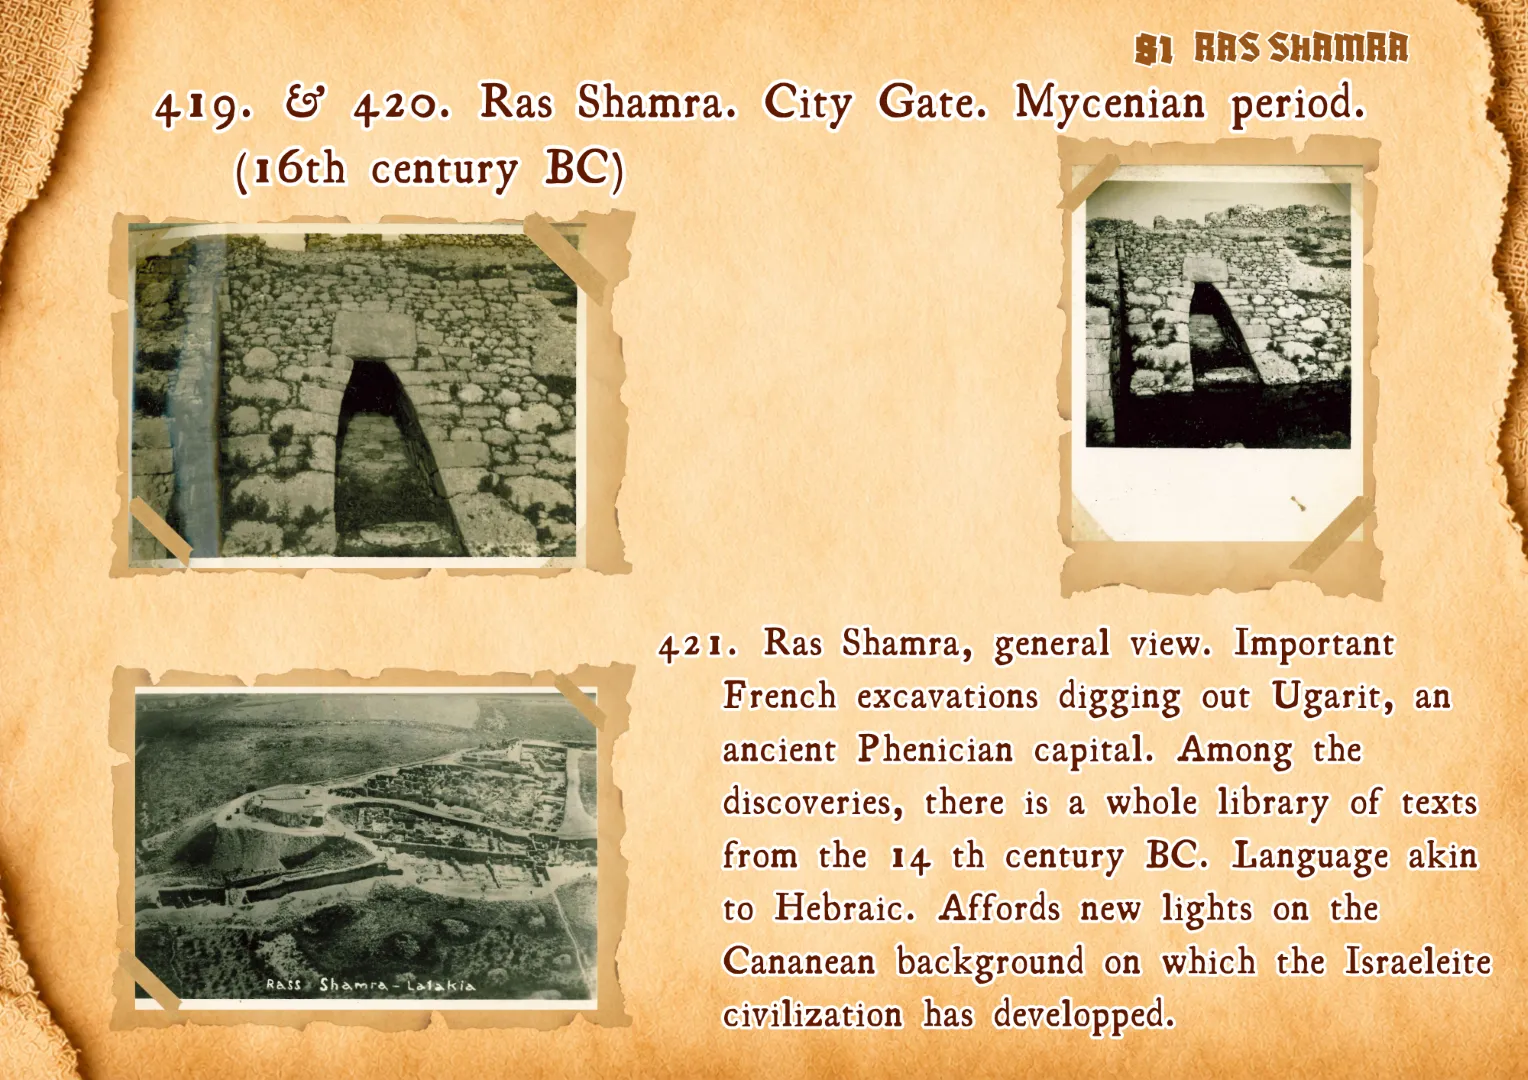 81 RAS SHAMRA
419. & 420. Ras Shamra. City Gate. Mycenian period.
(16th century BC)
421. Ras Shamra, general view. Important
French excavations digging out Ugarit, an
ancient Phenician capital. Among the
discoveries, there is a whole library of texts
from the 14 th century BC. Language akin
to Hebraic. Affords new lights on the
Cananean background on which the Israeleite
civilization has developped.
Rass Shamra - Latakia